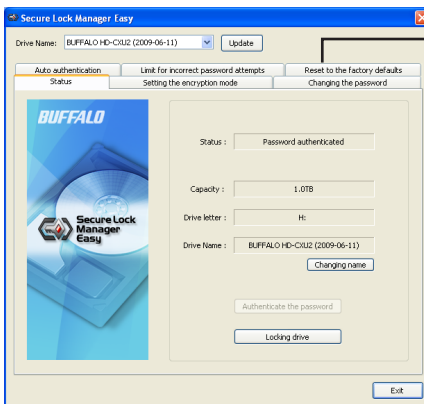 Secure Lock Manager Easy
Drive Name: BUFFALO HD-CXU2 (2009-06-11) Update
Auto authentication Limit for incorrect password attempts Reset to the factory defaults
Status Setting the encryption mode Changing the password
BUFFALO
Secure Lock
Manager
Easy
Status : Password authenticated
Capacity : 1.0TB
Drive letter : H:
Drive Name : BUFFALO HD-CXU2 (2009-06-11)
Changing name
Authenticate the password
Locking drive
Exit